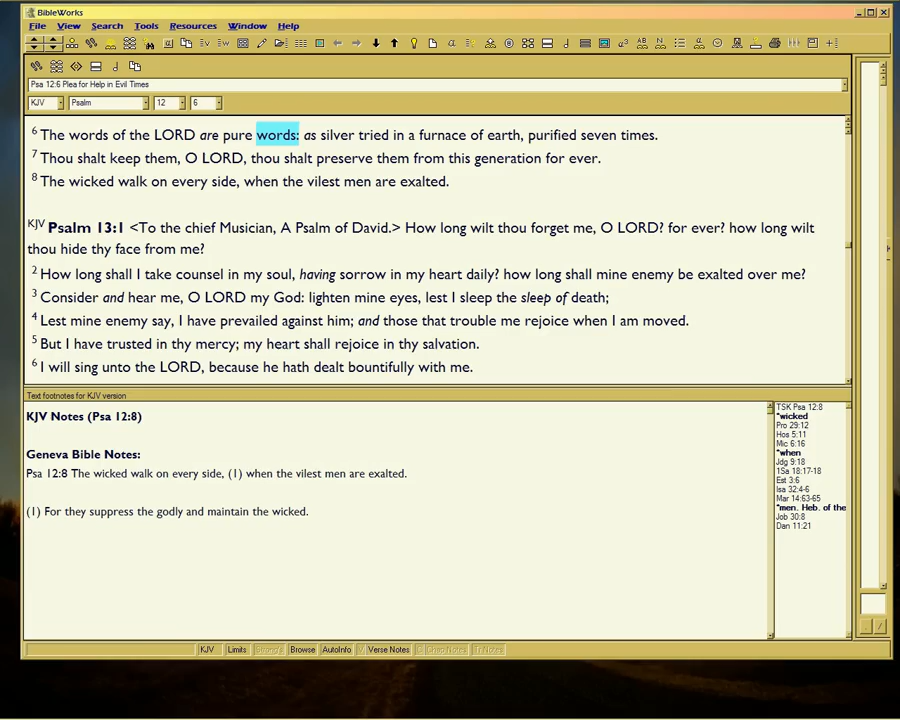 BibleWorks
File View Search Tools Resources Window Help
Psa 12:6 Plea for Help in Evil Times
KJV Psalm 12 6
6 The words of the LORD are pure words: as silver tried in a furnace of earth, purified seven times.
7 Thou shalt keep them, O LORD, thou shalt preserve them from this generation for ever.
8 The wicked walk on every side, when the vilest men are exalted.
KJV Psalm 13:1 <To the chief Musician, A Psalm of David.> How long wilt thou forget me, O LORD? for ever? how long wilt
thou hide thy face from me?
2 How long shall I take counsel in my soul, having sorrow in my heart daily? how long shall mine enemy be exalted over me?
3 Consider and hear me, O LORD my God: lighten mine eyes, lest I sleep the sleep of death;
4 Lest mine enemy say, I have prevailed against him; and those that trouble me rejoice when I am moved.
5 But I have trusted in thy mercy; my heart shall rejoice in thy salvation.
6 I will sing unto the LORD, because he hath dealt bountifully with me.
Text footnotes for KJV version
KJV Notes (Psa 12:8)
Geneva Bible Notes:
Psa 12:8 The wicked walk on every side, (1) when the vilest men are exalted.
(1) For they suppress the godly and maintain the wicked.
TSK Psa 12:8
*wicked
Pro 29:12
Hos 5:11
Mic 6:16
*when
Jdg 9:18
1Sa 18:17-18
Est 3:6
Isa 32:4-6
Mar 14:63-65
*men. Heb. of the
Job 30:8
Dan 11:21
KJV Limits Strong's Browse AutoInfo V Verse Notes C Chap Notes Tr Notes